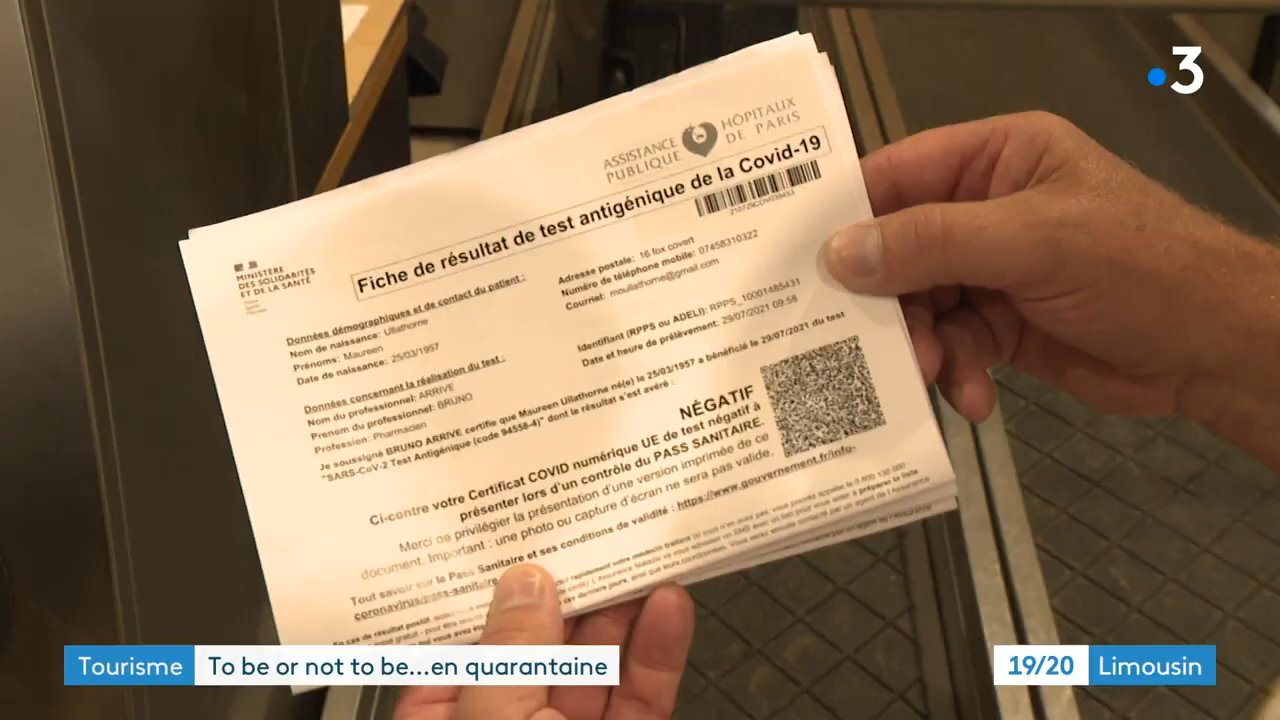 3
ASSISTANCE
PUBLIQUE
HÔPITAUX
DE PARIS
MINISTÈRE
DES SOLIDARITÉS
ET DE LA SANTÉ
Fiche de résultat de test antigénique de la Covid-19
Données démographiques et de contact du patient :
Nom de naissance: Ullathorne
Prénoms: Maureen
Date de naissance: 25/03/1957
Adresse postale: 16 fox covert
Numéro de téléphone mobile: 07458310322
Courriel: moullathorne@gmail.com
Données concernant la réalisation du test :
Nom du professionnel: ARRIVE
Prenom du professionnel: BRUNO
Profession: Pharmacien
Identifiant (RPPS ou ADELI): RPPS_10001485431
Date et heure de prélèvement: 29/07/2021 09:58
Je soussigné BRUNO ARRIVE certifie que Maureen Ullathorne né(e) le 25/03/1957 a bénéficié le 29/07/2021 du test
"SARS-CoV-2 Test Antigénique (code 94558-4)" dont le résultat s'est avéré :
NÉGATIF
Ci-contre votre Certificat COVID numérique UE de test négatif à
présenter lors d'un contrôle du PASS SANITAIRE.
Merci de privilégier la présentation d'une version imprimée de ce
document. Important : une photo ou capture d'écran ne sera pas valide.
Tout savoir sur le Pass Sanitaire et ses conditions de validité : https://www.gouvernement.fr/info-
coronavirus/pass-sanitaire
En cas de résultat positif,
Tourisme
To be or not to be...en quarantaine
19/20
Limousin